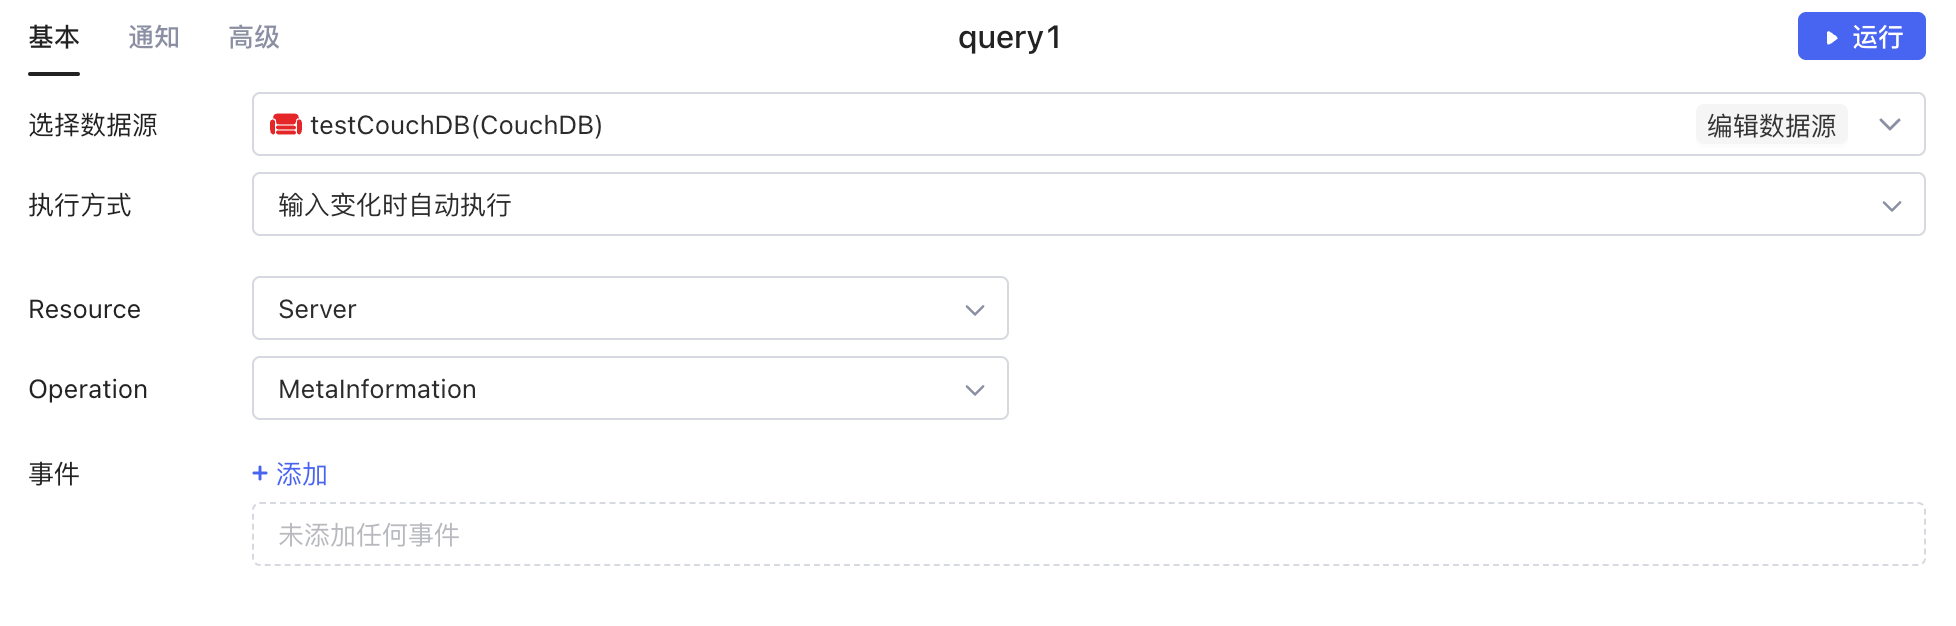 基本 通知 高级 query1 运行
选择数据源 testCouchDB(CouchDB) 编辑数据源
执行方式 输入变化时自动执行
Resource Server
Operation MetaInformation
事件 + 添加
未添加任何事件